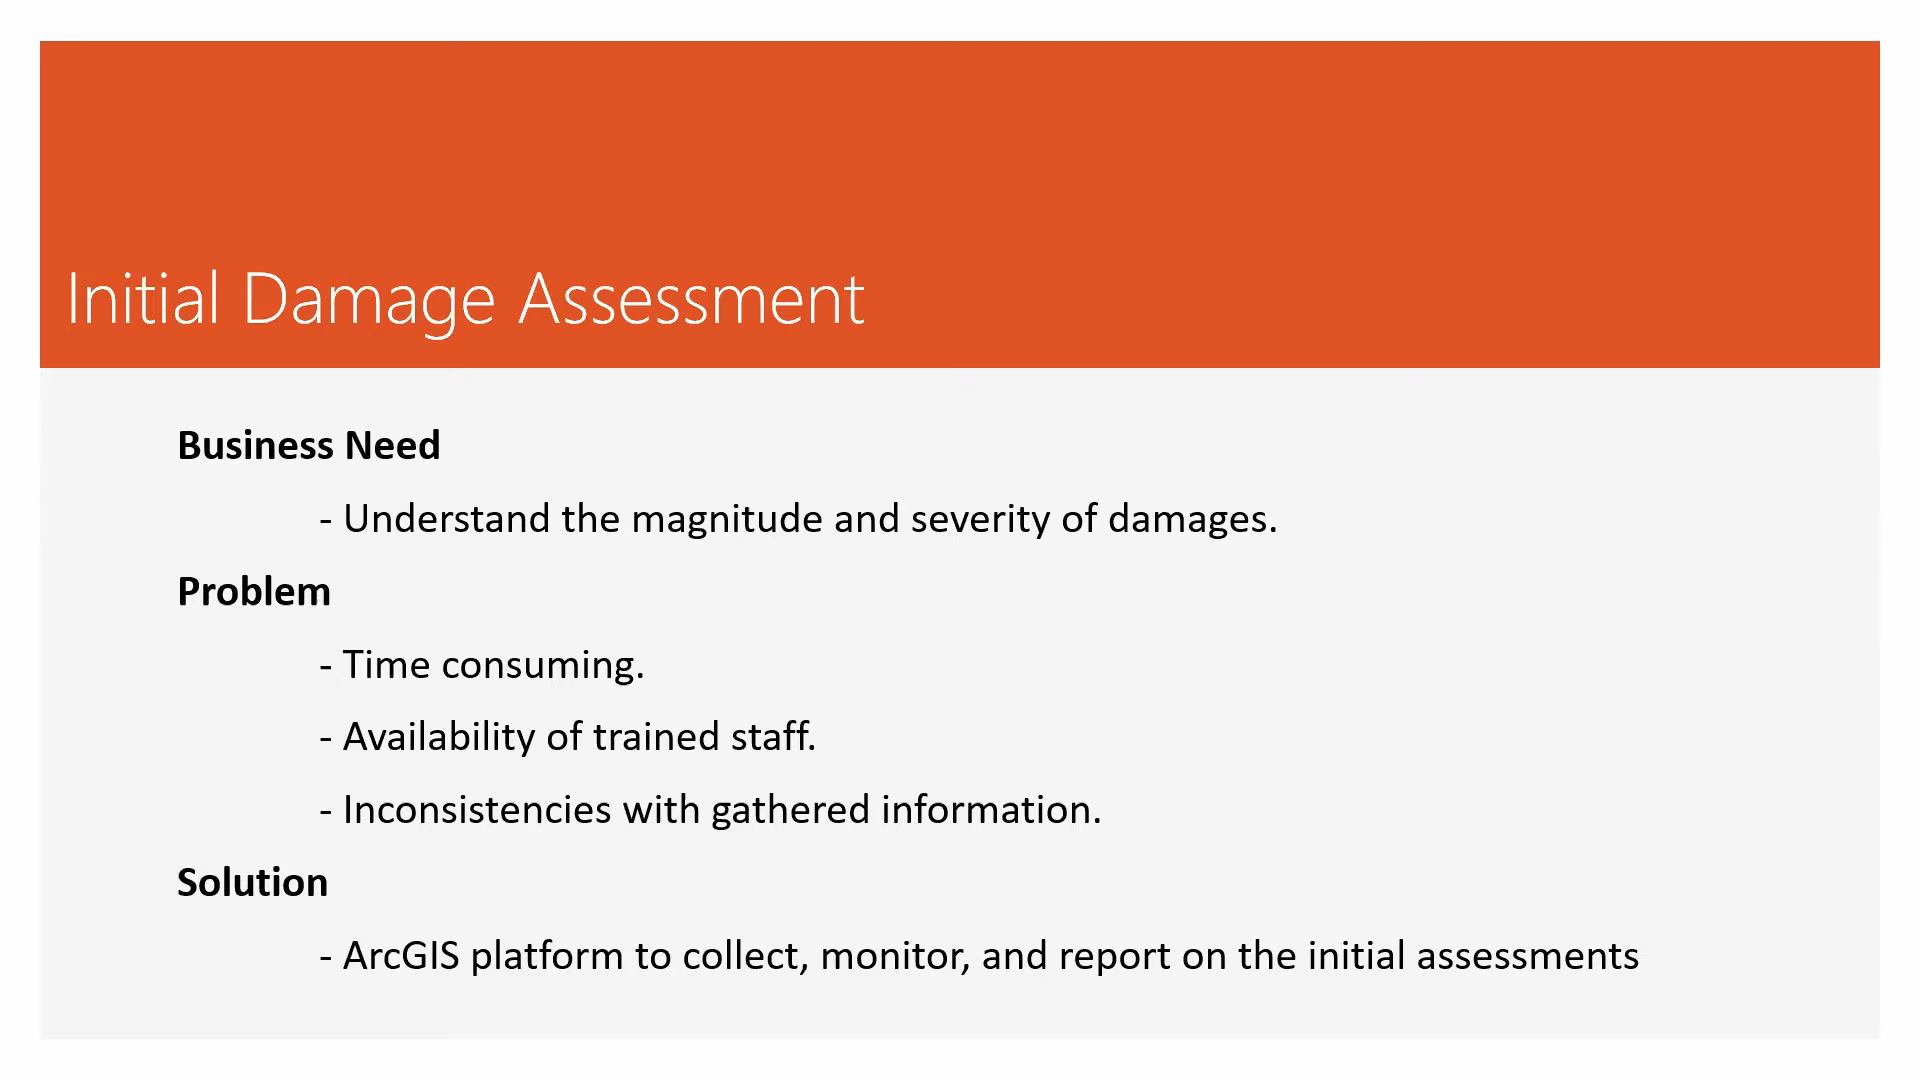 Initial Damage Assessment
Business Need
- Understand the magnitude and severity of damages.
Problem
- Time consuming.
- Availability of trained staff.
- Inconsistencies with gathered information.
Solution
- ArcGIS platform to collect, monitor, and report on the initial assessments